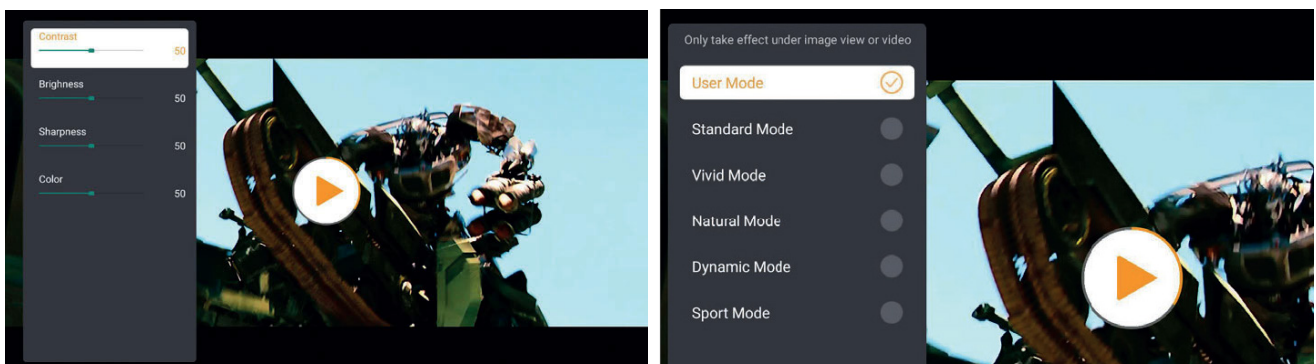 Contrast
50
Brighness
50
Sharpness
50
Color
50
Only take effect under image view or video
User Mode
Standard Mode
Vivid Mode
Natural Mode
Dynamic Mode
Sport Mode